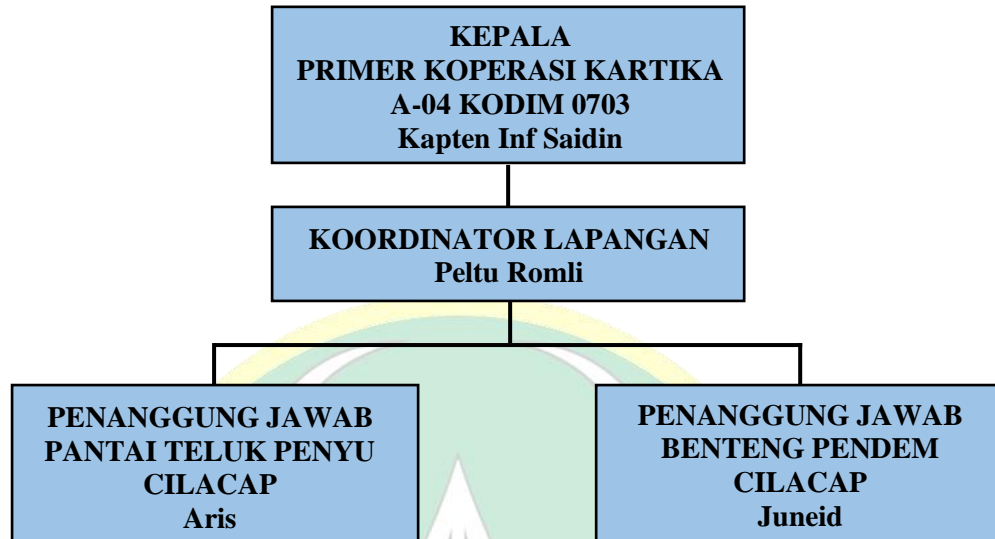 KEPALA
PRIMER KOPERASI KARTIKA
A-04 KODIM 0703
Kapten Inf Saidin
KOORDINATOR LAPANGAN
Peltu Romli
PENANGGUNG JAWAB
PANTAI TELUK PENYU
CILACAP
Aris
PENANGGUNG JAWAB
BENTENG PENDEM
CILACAP
Juneid